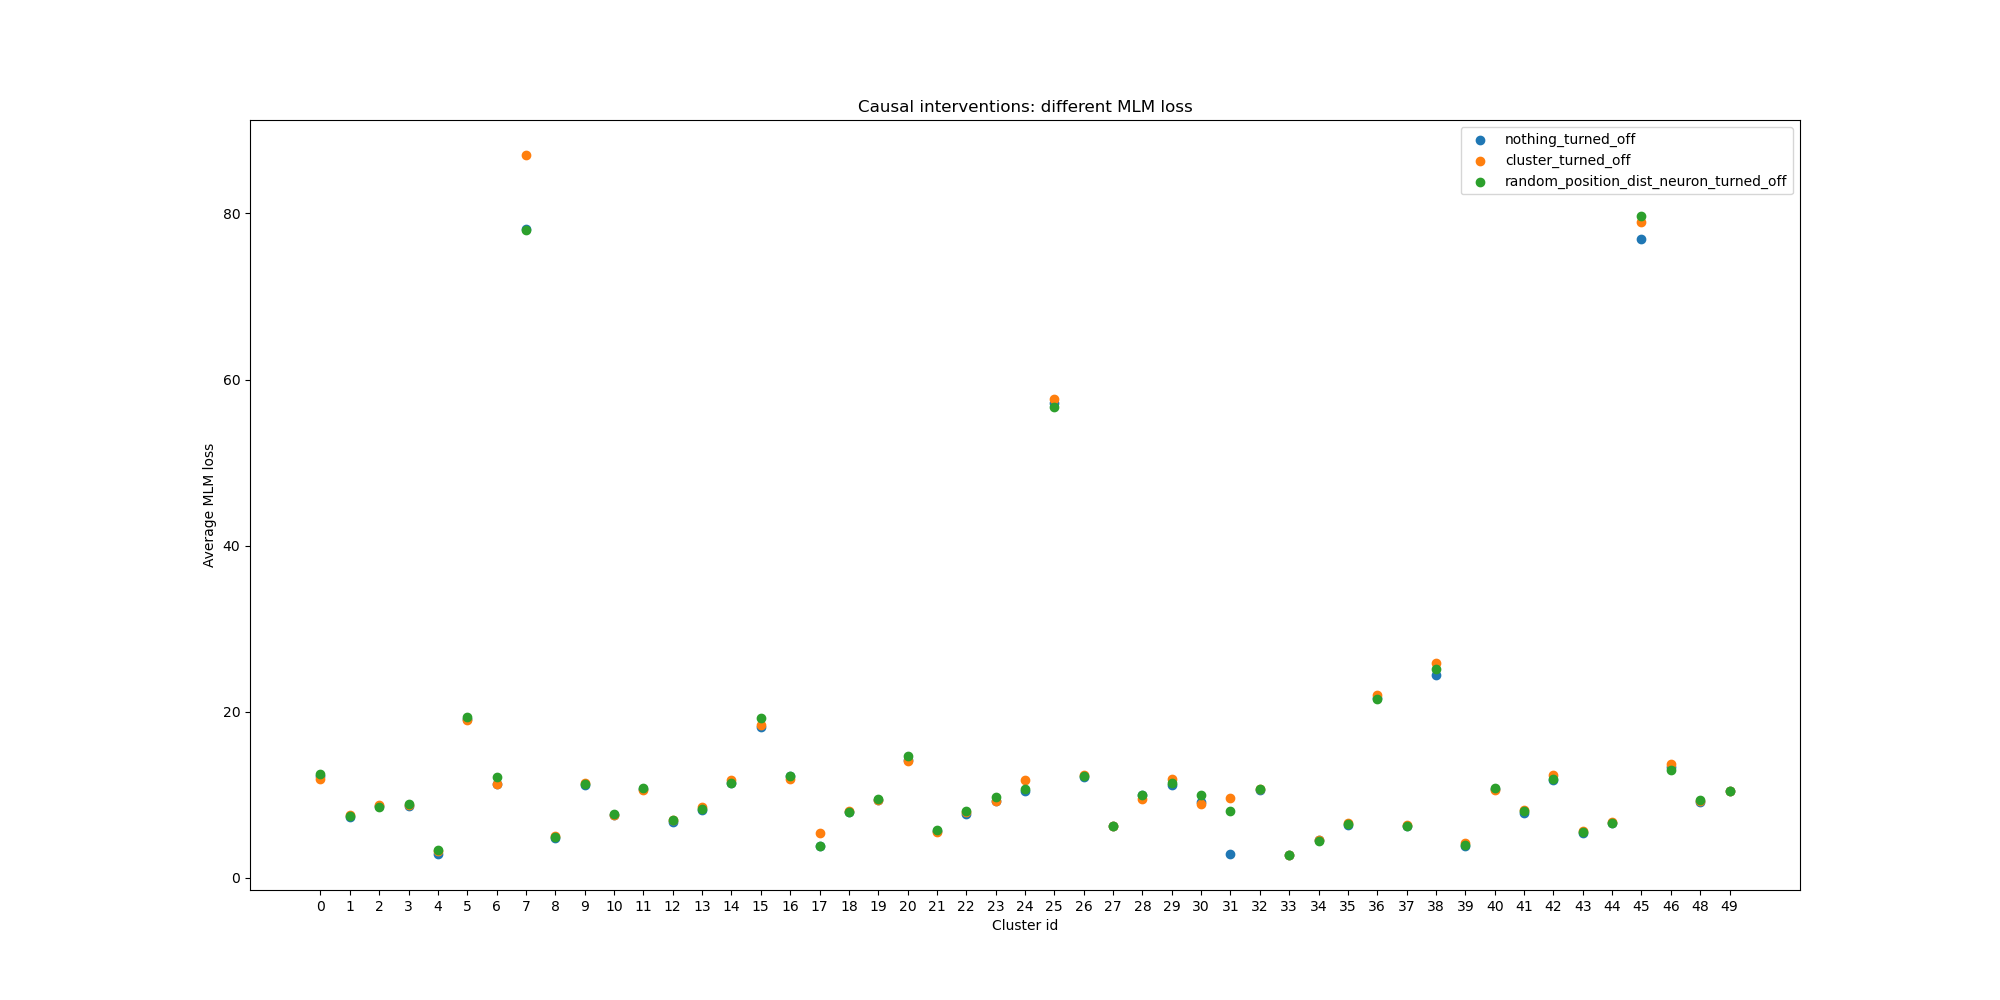 Causal interventions: different MLM loss
nothing_turned_off
cluster_turned_off
random_position_dist_neuron_turned_off
80
60
40
20
0
Average MLM loss
0 1 2 3 4 5 6 7 8 9 10 11 12 13 14 15 16 17 18 19 20 21 22 23 24 25 26 27 28 29 30 31 32 33 34 35 36 37 38 39 40 41 42 43 44 45 46 48 49
Cluster id